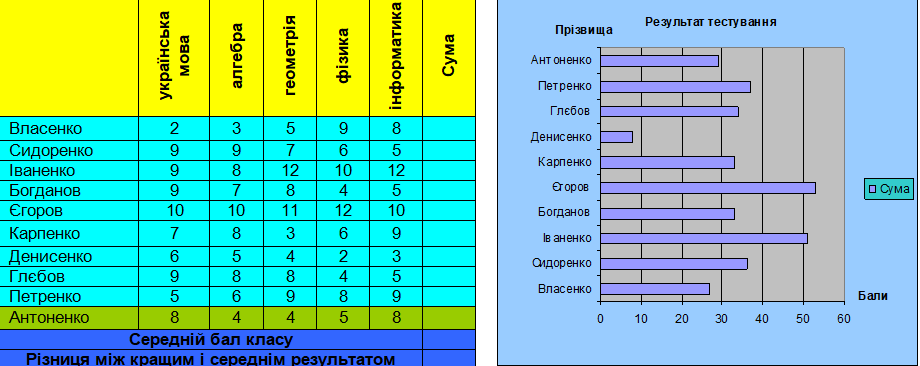 українська мова алгебра геометрія фізика інформатика Сума
Власенко 2 3 5 9 8
Сидоренко 9 9 7 6 5
Іваненко 9 8 12 10 12
Богданов 9 7 8 4 5
Єгоров 10 10 11 12 10
Карпенко 7 8 3 6 9
Денисенко 6 5 4 2 3
Глєбов 9 8 8 4 5
Петренко 5 6 9 8 9
Антоненко 8 4 4 5 8
Середній бал класу
Різниця між кращим і середнім результатом
Результат тестування
Прізвища
Антоненко
Петренко
Глєбов
Денисенко
Карпенко
Єгоров
Богданов
Іваненко
Сидоренко
Власенко
0 10 20 30 40 50 60
Бали
Сума